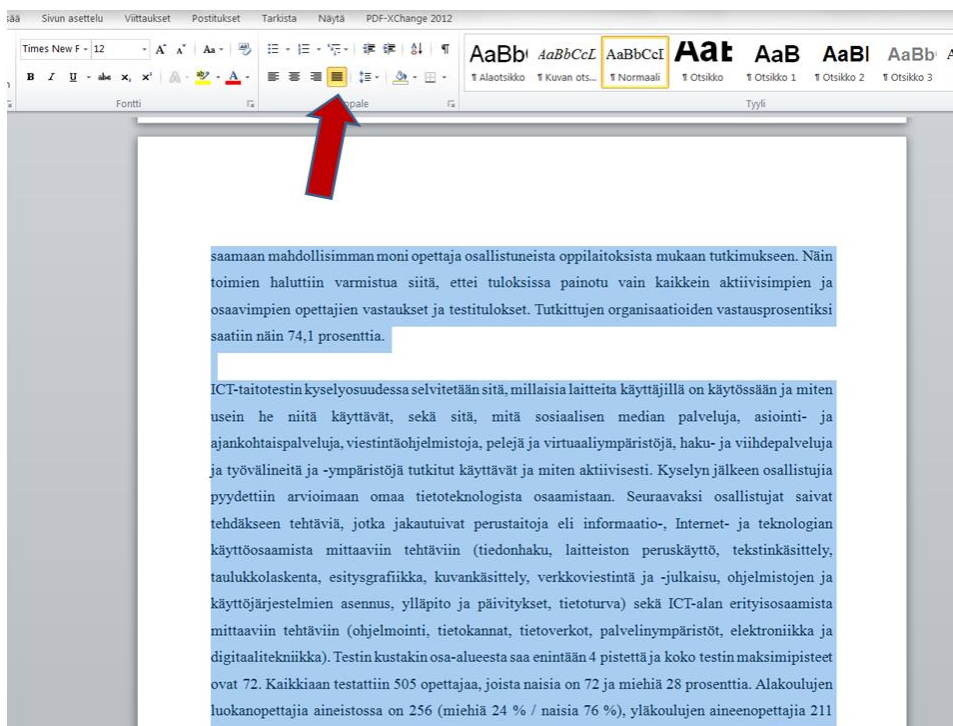 sää Sivun asettelu Viittaukset Postitukset Tarkista Näytä PDF-XChange 2012
Times New F 12 A A Aa AaBb AaBbCcL AaBbCcI Aat AaB AaBl AaBb A
B I U abc x, x² A aby A ¶ Alaotsikko ¶ Kuvan ots... ¶ Normaali ¶ Otsikko ¶ Otsikko 1 ¶ Otsikko 2 ¶ Otsikko 3
Fontti Tyyli
saamaan mahdollisimman moni opettaja osallistuneista oppilaitoksista mukaan tutkimukseen. Näin
toimien haluttiin varmistua siitä, ettei tuloksissa painotu vain kaikkein aktiivisimpien ja
osaavimpien opettajien vastaukset ja testitulokset. Tutkittujen organisaatioiden vastausprosentiksi
saatiin näin 74,1 prosenttia.
ICT-taitotestin kyselyosuudessa selvitetään sitä, millaisia laitteita käyttäjillä on käytössään ja miten
usein he niitä käyttävät, sekä sitä, mitä sosiaalisen median palveluja, asiointi- ja
ajankohtaispalveluja, viestintäohjelmistoja, pelejä ja virtuaaliympäristöjä, haku- ja viihdepalveluja
ja työvälineitä ja -ympäristöjä tutkitut käyttävät ja miten aktiivisesti. Kyselyn jälkeen osallistujia
pyydettiin arvioimaan omaa tietoteknologista osaamistaan. Seuraavaksi osallistujat saivat
tehdäkseen tehtäviä, jotka jakautuivat perustaitoja eli informaatio-, Internet- ja teknologian
käyttöosaamista mittaaviin tehtäviin (tiedonhaku, laitteiston peruskäyttö, tekstinkäsittely,
taulukkolaskenta, esitysgrafiikka, kuvankäsittely, verkkoviestintä ja -julkaisu, ohjelmistojen ja
käyttöjärjestelmien asennus, ylläpito ja päivitykset, tietoturva) sekä ICT-alan erityisosaamista
mittaaviin tehtäviin (ohjelmointi, tietokannat, tietoverkot, palvelinympäristöt, elektroniikka ja
digitaalitekniikka). Testin kustakin osa-alueesta saa enintään 4 pistettä ja koko testin maksimipisteet
ovat 72. Kaikkiaan testattiin 505 opettajaa, joista naisia on 72 ja miehiä 28 prosenttia. Alakoulujen
luokanopettajia aineistossa on 256 (miehiä 24 % / naisia 76 %), yläkoulujen aineenopettajia 211